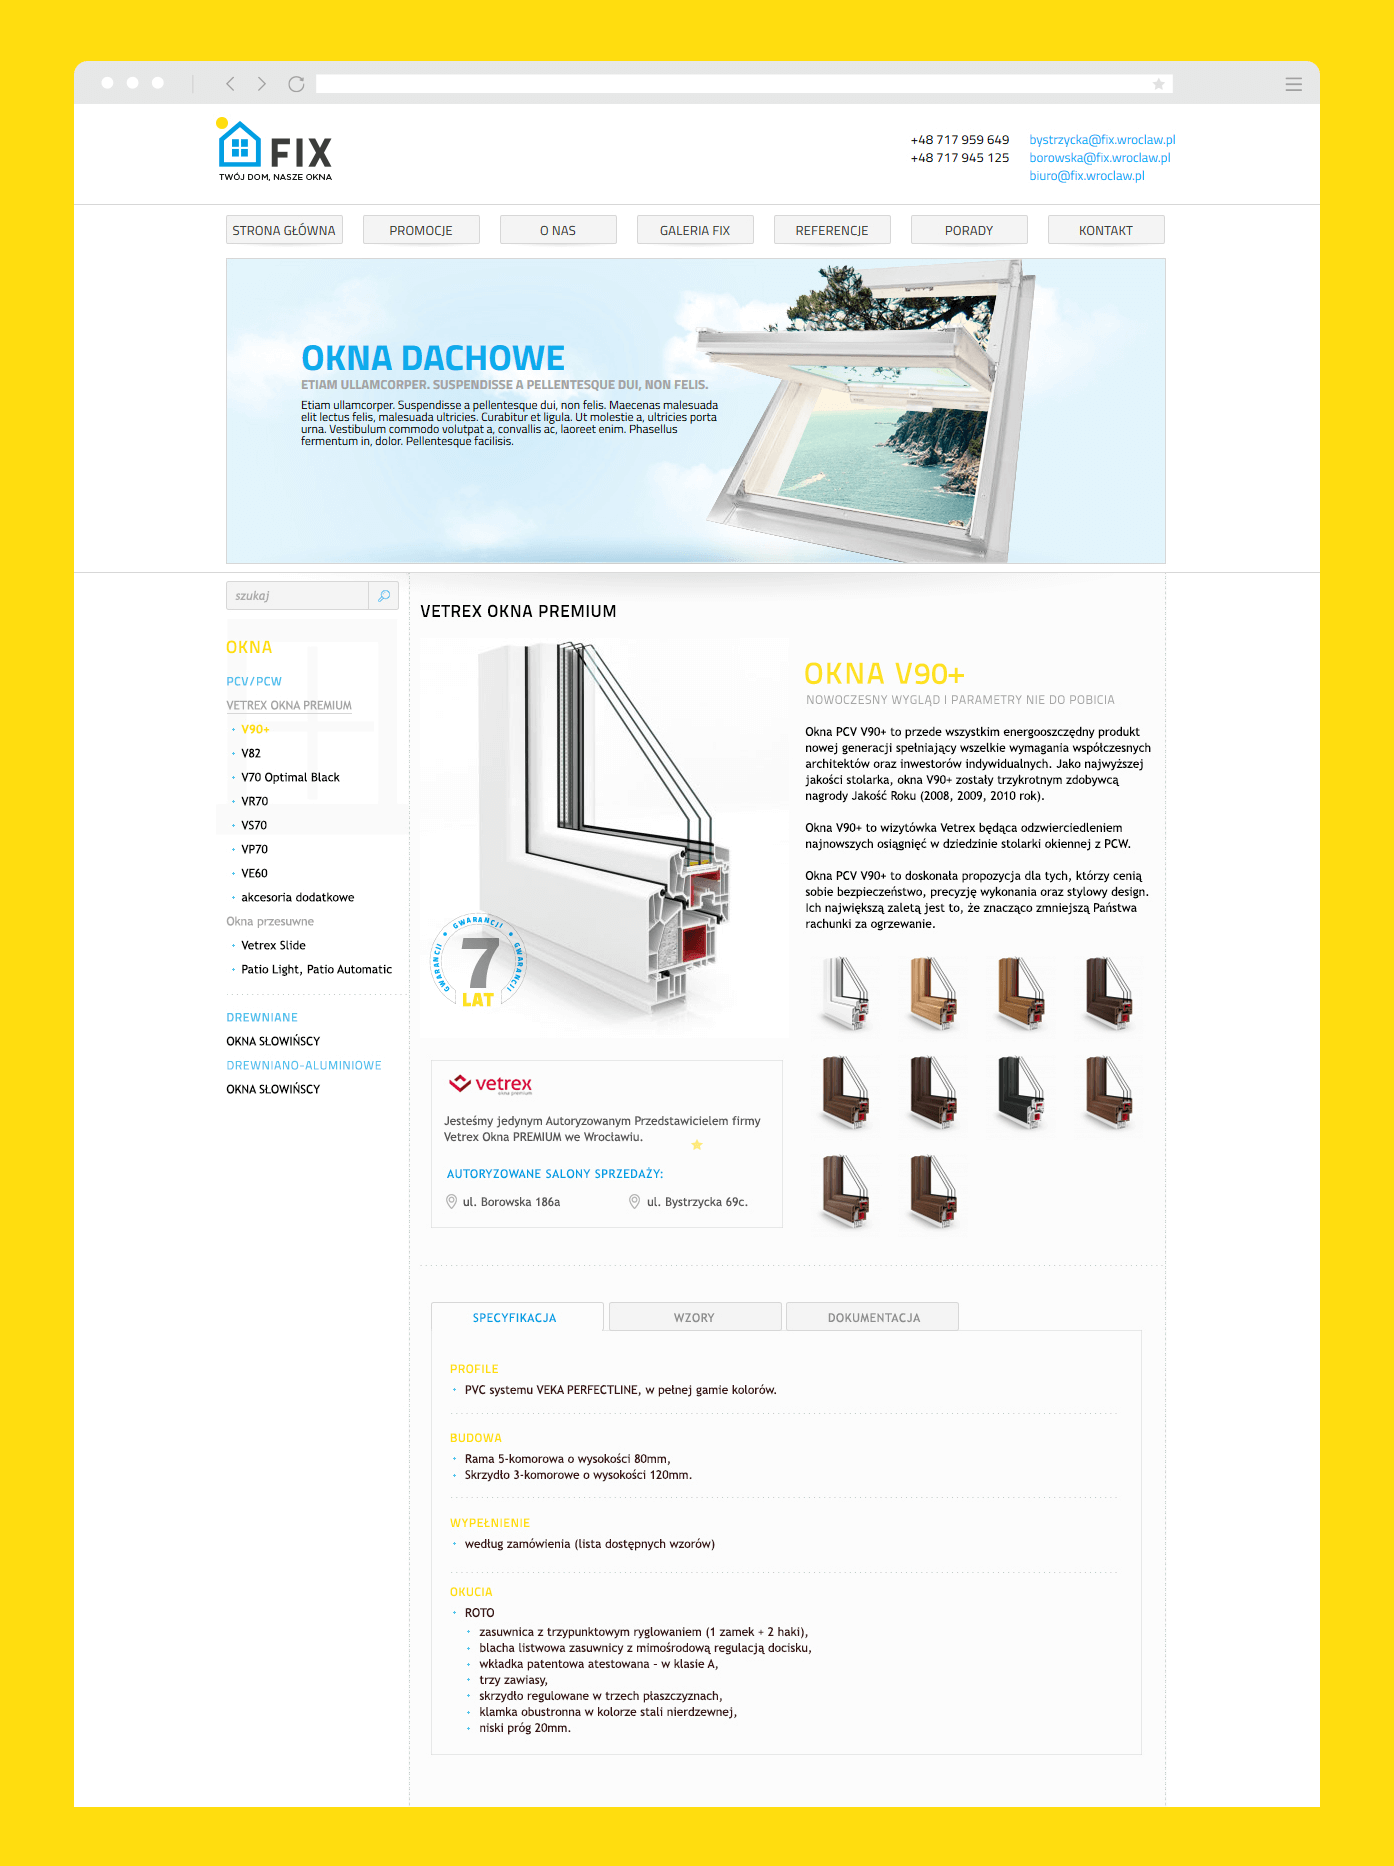 FIX
TWÓJ DOM, NASZE OKNA
+48 717 959 649
+48 717 945 125
bystrzycka@fix.wroclaw.pl
borowska@fix.wroclaw.pl
biuro@fix.wroclaw.pl
STRONA GŁÓWNA
PROMOCJE
O NAS
GALERIA FIX
REFERENCJE
PORADY
KONTAKT
OKNA DACHOWE
ETIAM ULLAMCORPER. SUSPENDISSE A PELLENTESQUE DUI, NON FELIS.
Etiam ullamcorper. Suspendisse a pellentesque dui, non felis. Maecenas malesuada
elit lectus felis, malesuada ultricies. Curabitur et ligula. Ut molestie a, ultricies porta
urna. Vestibulum commodo volutpat a, convallis ac, laoreet enim. Phasellus
fermentum in, dolor. Pellentesque facilisis.
szukaj
OKNA
PCV/PCW
VETREX OKNA PREMIUM
V90+
V82
V70 Optimal Black
VR70
VS70
VP70
VE60
akcesoria dodatkowe
Okna przesuwne
Vetrex Slide
Patio Light, Patio Automatic
DREWNIANE
OKNA SŁOWIŃSCY
DREWNIANO-ALUMINIOWE
OKNA SŁOWIŃSCY
VETREX OKNA PREMIUM
GWARANCJI GWARANCJI GWARANCJI
7
LAT
OKNA V90+
NOWOCZESNY WYGLĄD I PARAMETRY NIE DO POBICIA
Okna PCV V90+ to przede wszystkim energooszczędny produkt
nowej generacji spełniający wszelkie wymagania współczesnych
architektów oraz inwestorów indywidualnych. Jako najwyższej
jakości stolarka, okna V90+ zostały trzykrotnym zdobywcą
nagrody Jakość Roku (2008, 2009, 2010 rok).
Okna V90+ to wizytówka Vetrex będąca odzwierciedleniem
najnowszych osiągnięć w dziedzinie stolarki okiennej z PCW.
Okna PCV V90+ to doskonała propozycja dla tych, którzy cenią
sobie bezpieczeństwo, precyzję wykonania oraz stylowy design.
Ich największą zaletą jest to, że znacząco zmniejszą Państwa
rachunki za ogrzewanie.
vetrex
okna premium
Jesteśmy jedynym Autoryzowanym Przedstawicielem firmy
Vetrex Okna PREMIUM we Wrocławiu.
AUTORYZOWANE SALONY SPRZEDAŻY:
ul. Borowska 186a
ul. Bystrzycka 69c.
SPECYFIKACJA
WZORY
DOKUMENTACJA
PROFILE
PVC systemu VEKA PERFECTLINE, w pełnej gamie kolorów.
BUDOWA
Rama 5-komorowa o wysokości 80mm,
Skrzydło 3-komorowe o wysokości 120mm.
WYPEŁNIENIE
według zamówienia (lista dostępnych wzorów)
OKUCIA
ROTO
zasuwnica z trzypunktowym ryglowaniem (1 zamek + 2 haki),
blacha listwowa zasuwnicy z mimośrodową regulacją docisku,
wkładka patentowa atestowana – w klasie A,
trzy zawiasy,
skrzydło regulowane w trzech płaszczyznach,
klamka obustronna w kolorze stali nierdzewnej,
niski próg 20mm.